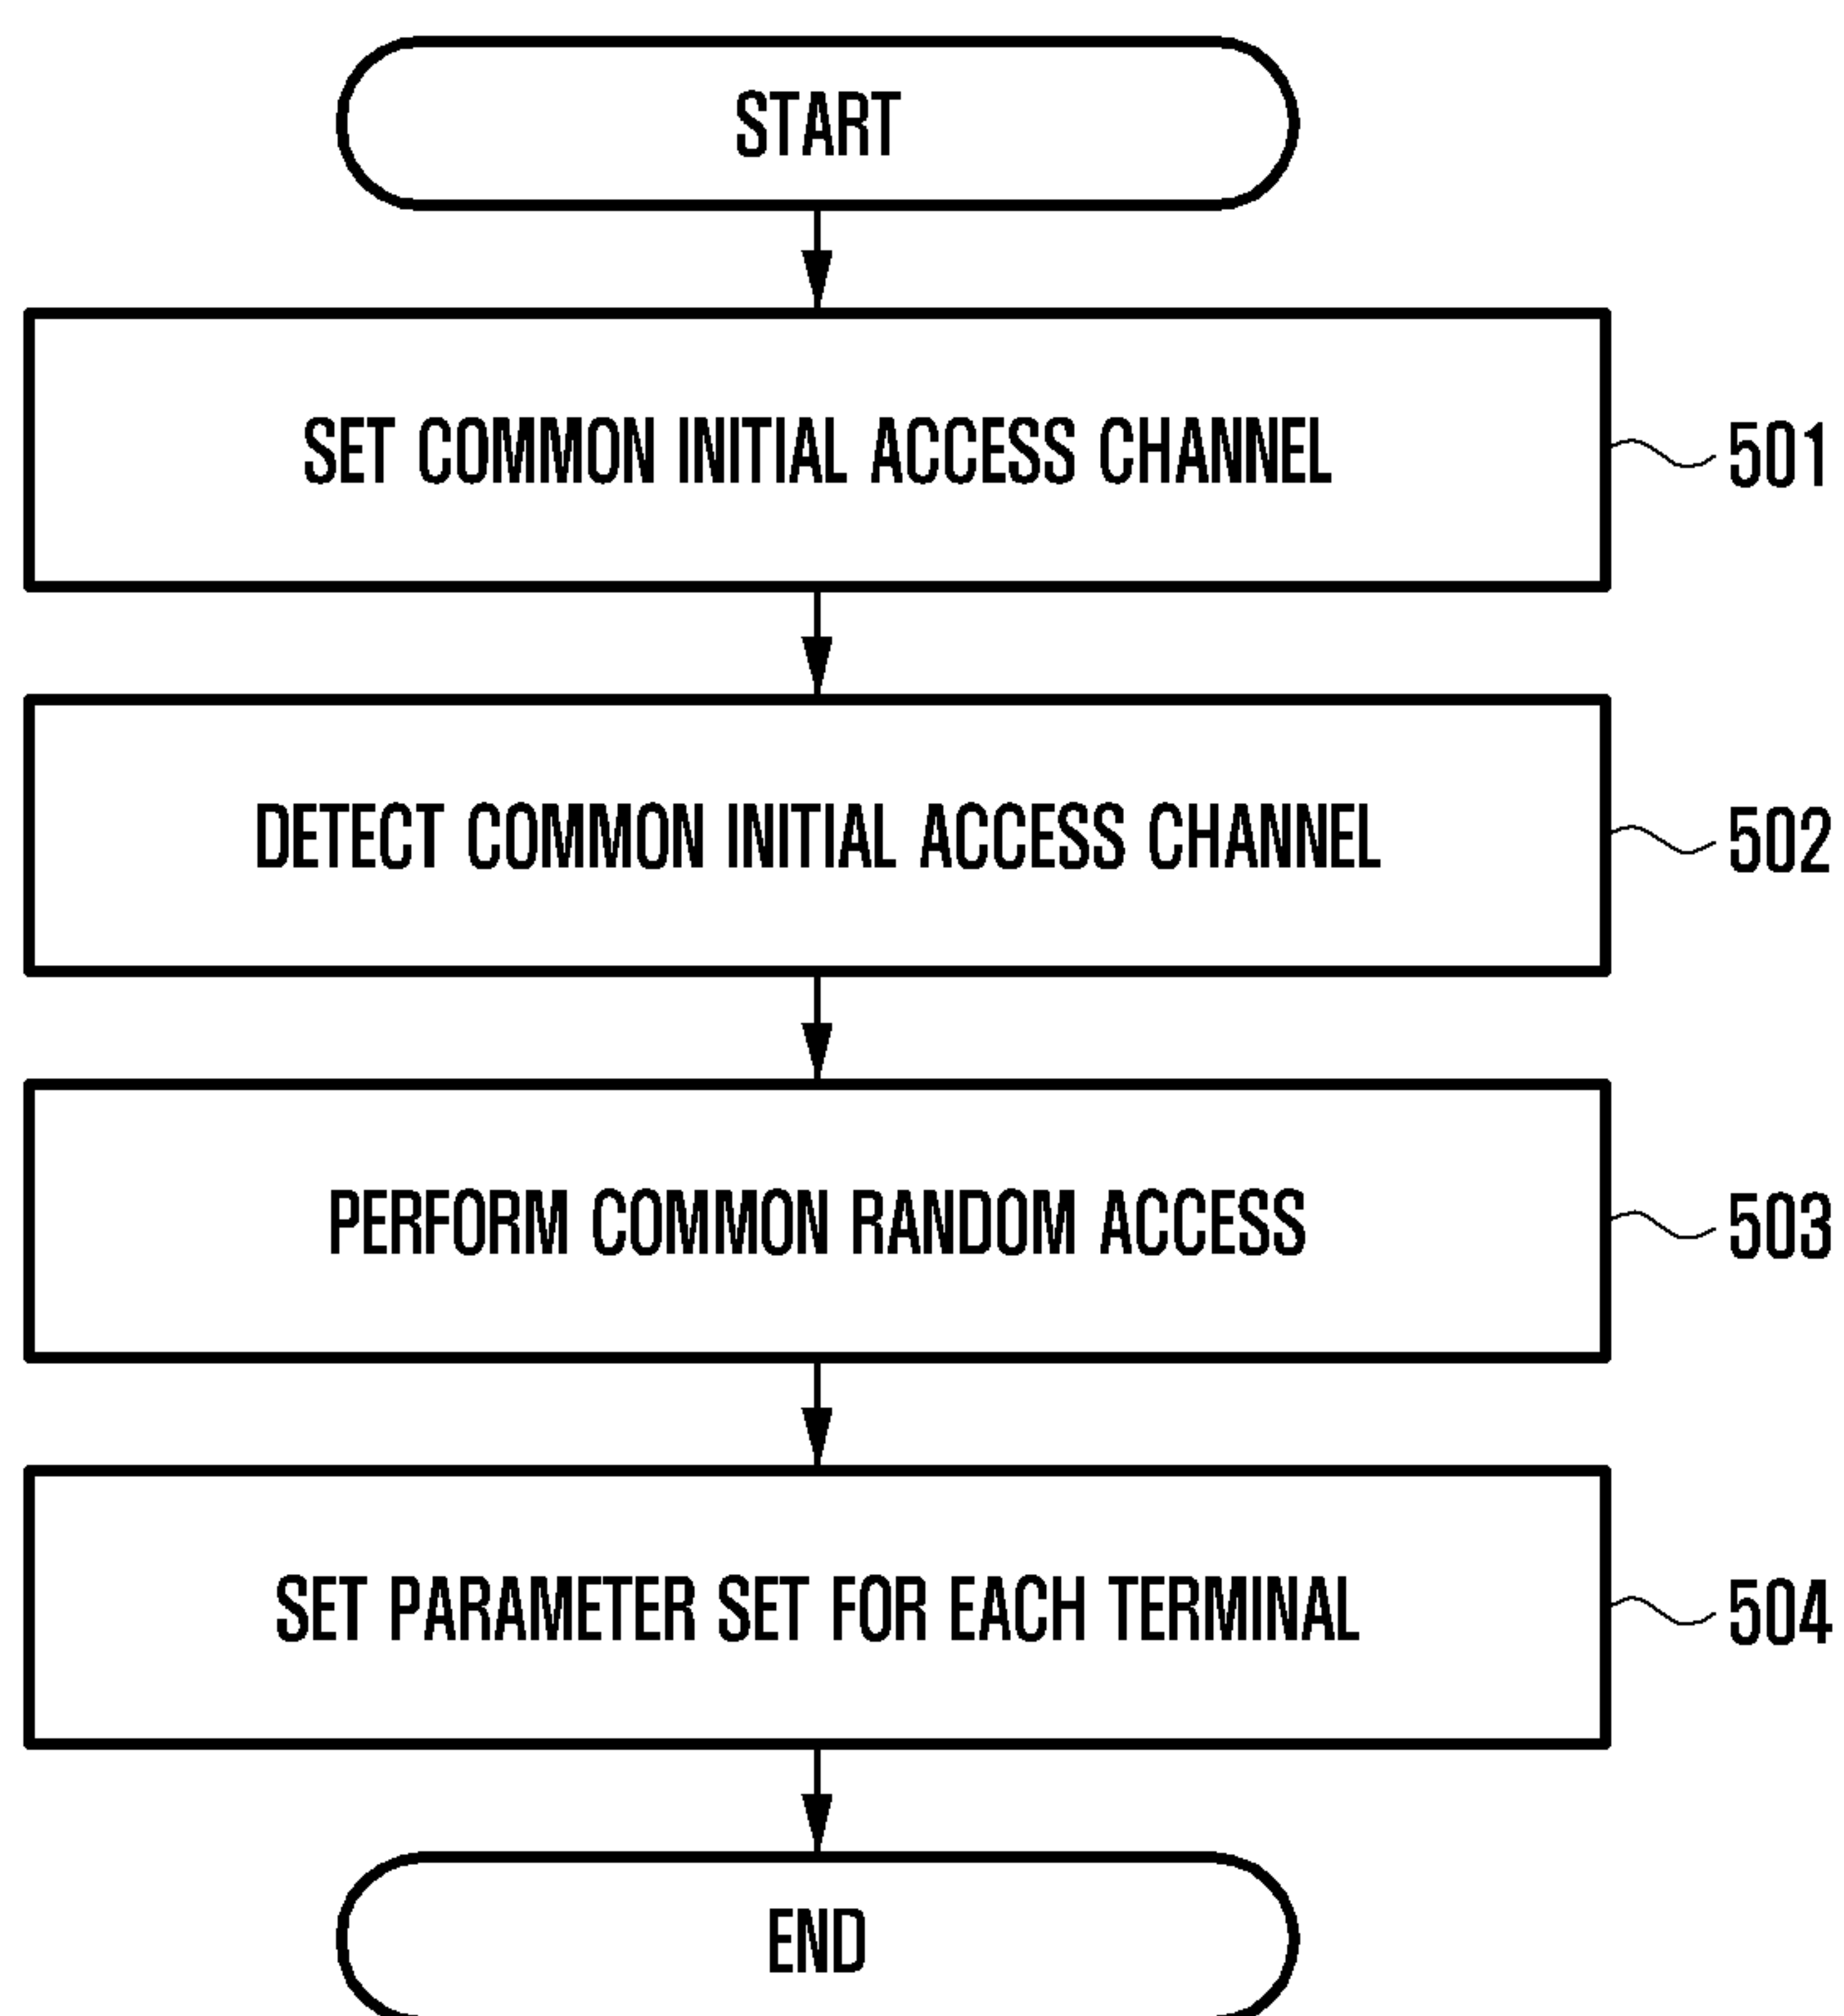 START
SET COMMON INITIAL ACCESS CHANNEL
501
DETECT COMMON INITIAL ACCESS CHANNEL
502
PERFORM COMMON RANDOM ACCESS
503
SET PARAMETER SET FOR EACH TERMINAL
504
END